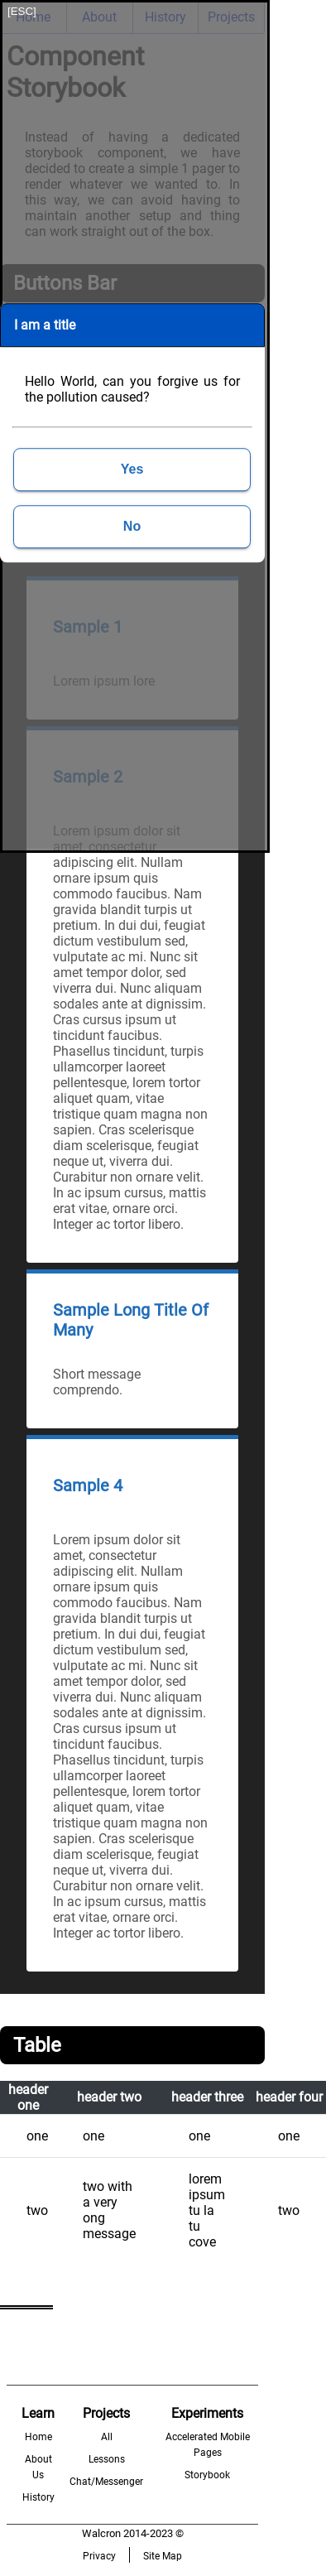 [ESC]
Home About History Projects
Component
Storybook
Instead of having a dedicated
storybook component, we have
decided to create a simple 1 pager to
render whatever we wanted to. In
this way, we can avoid having to
maintain another setup and thing
can work straight out of the box.
Buttons Bar
I am a title
Hello World, can you forgive us for
the pollution caused?
Yes
No
Sample 1
Lorem ipsum lore
Sample 2
Lorem ipsum dolor sit
amet, consectetur
adipiscing elit. Nullam
ornare ipsum quis
commodo faucibus. Nam
gravida blandit turpis ut
pretium. In dui dui, feugiat
dictum vestibulum sed,
vulputate ac mi. Nunc sit
amet tempor dolor, sed
viverra dui. Nunc aliquam
sodales ante at dignissim.
Cras cursus ipsum ut
tincidunt faucibus.
Phasellus tincidunt, turpis
ullamcorper laoreet
pellentesque, lorem tortor
aliquet quam, vitae
tristique quam magna non
sapien. Cras scelerisque
diam scelerisque, feugiat
neque ut, viverra dui.
Curabitur non ornare velit.
In ac ipsum cursus, mattis
erat vitae, ornare orci.
Integer ac tortor libero.
Sample Long Title Of
Many
Short message
comprendo.
Sample 4
Lorem ipsum dolor sit
amet, consectetur
adipiscing elit. Nullam
ornare ipsum quis
commodo faucibus. Nam
gravida blandit turpis ut
pretium. In dui dui, feugiat
dictum vestibulum sed,
vulputate ac mi. Nunc sit
amet tempor dolor, sed
viverra dui. Nunc aliquam
sodales ante at dignissim.
Cras cursus ipsum ut
tincidunt faucibus.
Phasellus tincidunt, turpis
ullamcorper laoreet
pellentesque, lorem tortor
aliquet quam, vitae
tristique quam magna non
sapien. Cras scelerisque
diam scelerisque, feugiat
neque ut, viverra dui.
Curabitur non ornare velit.
In ac ipsum cursus, mattis
erat vitae, ornare orci.
Integer ac tortor libero.
Table
header
one
header two
header three
header four
one one one one
two
two with
a very
ong
message
lorem
ipsum
tu la
tu
cove
two
Learn
Home
About
Us
History
Projects
All
Lessons
Chat/Messenger
Experiments
Accelerated Mobile
Pages
Storybook
Walcron 2014-2023 ©
Privacy Site Map